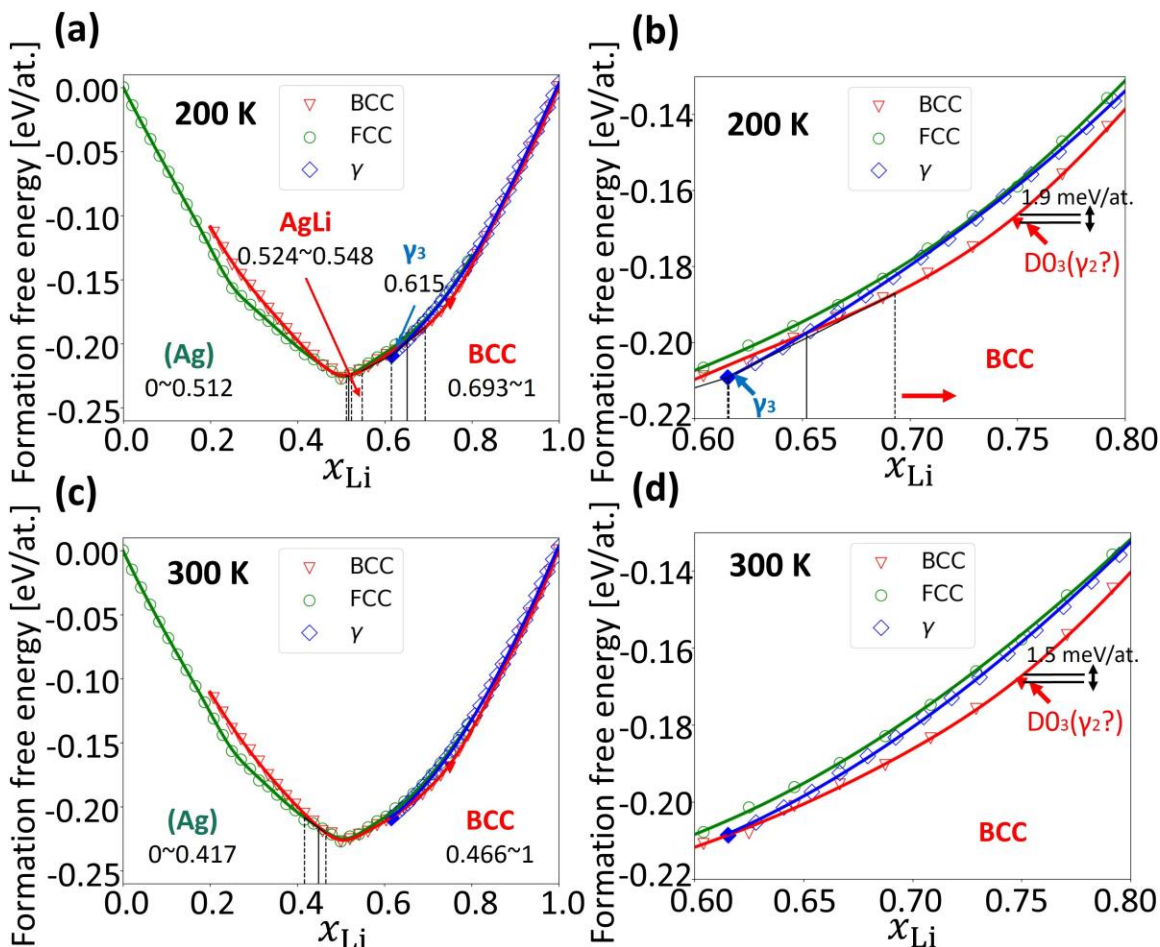 (a)
Formation free energy [eV/at.]
0.00
-0.05
-0.10
-0.15
-0.20
-0.25
200 K
BCC
FCC
γ
AgLi
0.524~0.548
γ3
0.615
(Ag)
0~0.512
BCC
0.693~1
0.0 0.2 0.4 0.6 0.8 1.0
xLi
(b)
Formation free energy [eV/at.]
-0.14
-0.16
-0.18
-0.20
-0.22
200 K
BCC
FCC
γ
1.9 meV/at.
D03(γ2?)
BCC
γ3
0.60 0.65 0.70 0.75 0.80
xLi
(c)
Formation free energy [eV/at.]
0.00
-0.05
-0.10
-0.15
-0.20
-0.25
300 K
BCC
FCC
γ
(Ag)
0~0.417
BCC
0.466~1
0.0 0.2 0.4 0.6 0.8 1.0
xLi
(d)
Formation free energy [eV/at.]
-0.14
-0.16
-0.18
-0.20
-0.22
300 K
BCC
FCC
γ
1.5 meV/at.
D03(γ2?)
BCC
0.60 0.65 0.70 0.75 0.80
xLi